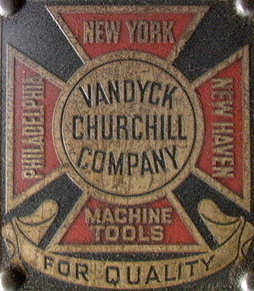 NEW YORK
PHILADELPHIA
VANDYCK
CHURCHILL
COMPANY
NEW HAVEN
MACHINE
TOOLS
FOR QUALITY